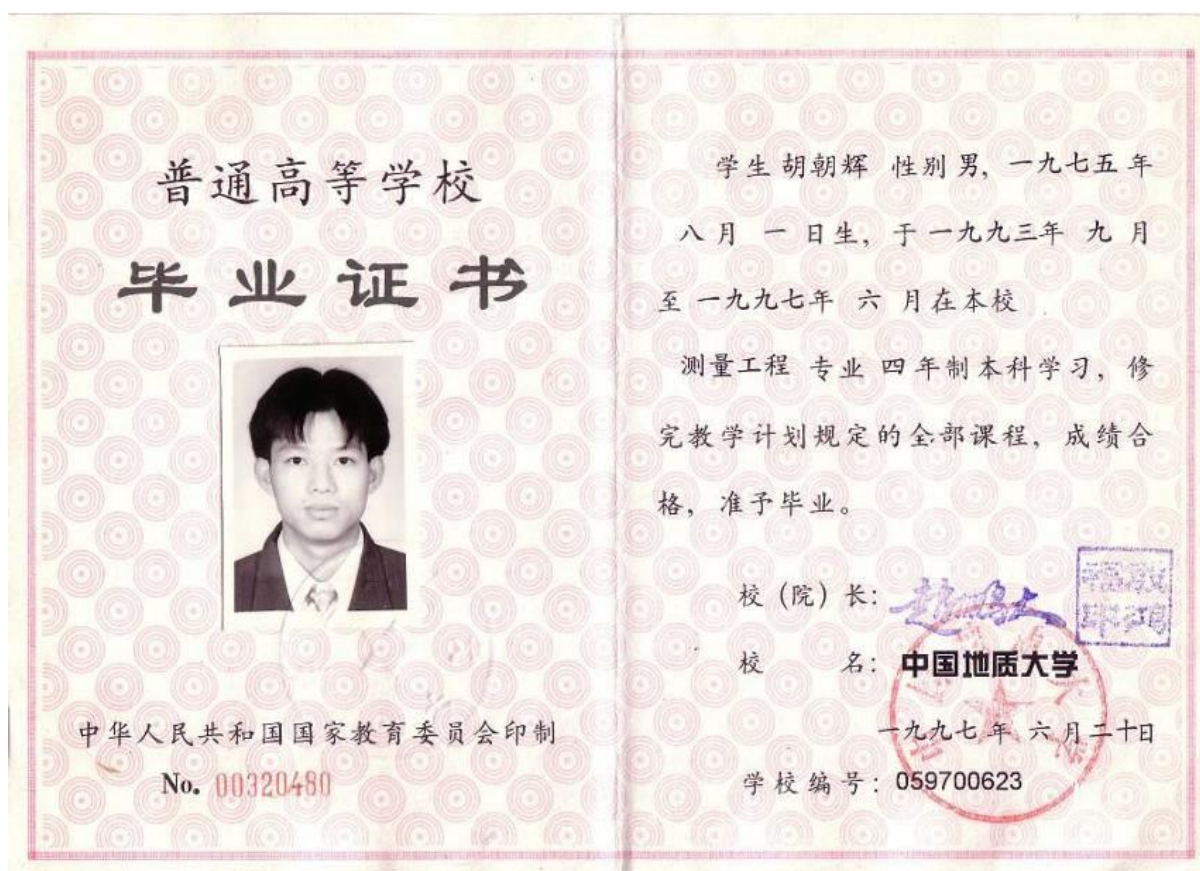 普通高等学校
毕业证书
中华人民共和国国家教育委员会印制
No. 00320480
学生胡朝辉 性别男, 一九七五年
八月 一 日生, 于一九九三年 九 月
至 一九九七年 六 月在本校
测量工程 专业 四 年制本科学习, 修
完教学计划规定的全部课程, 成绩合
格, 准予毕业。
校（院）长: 赵鹏大
校 名: 中国地质大学
一九九七年 六 月二十日
学校编号: 059700623